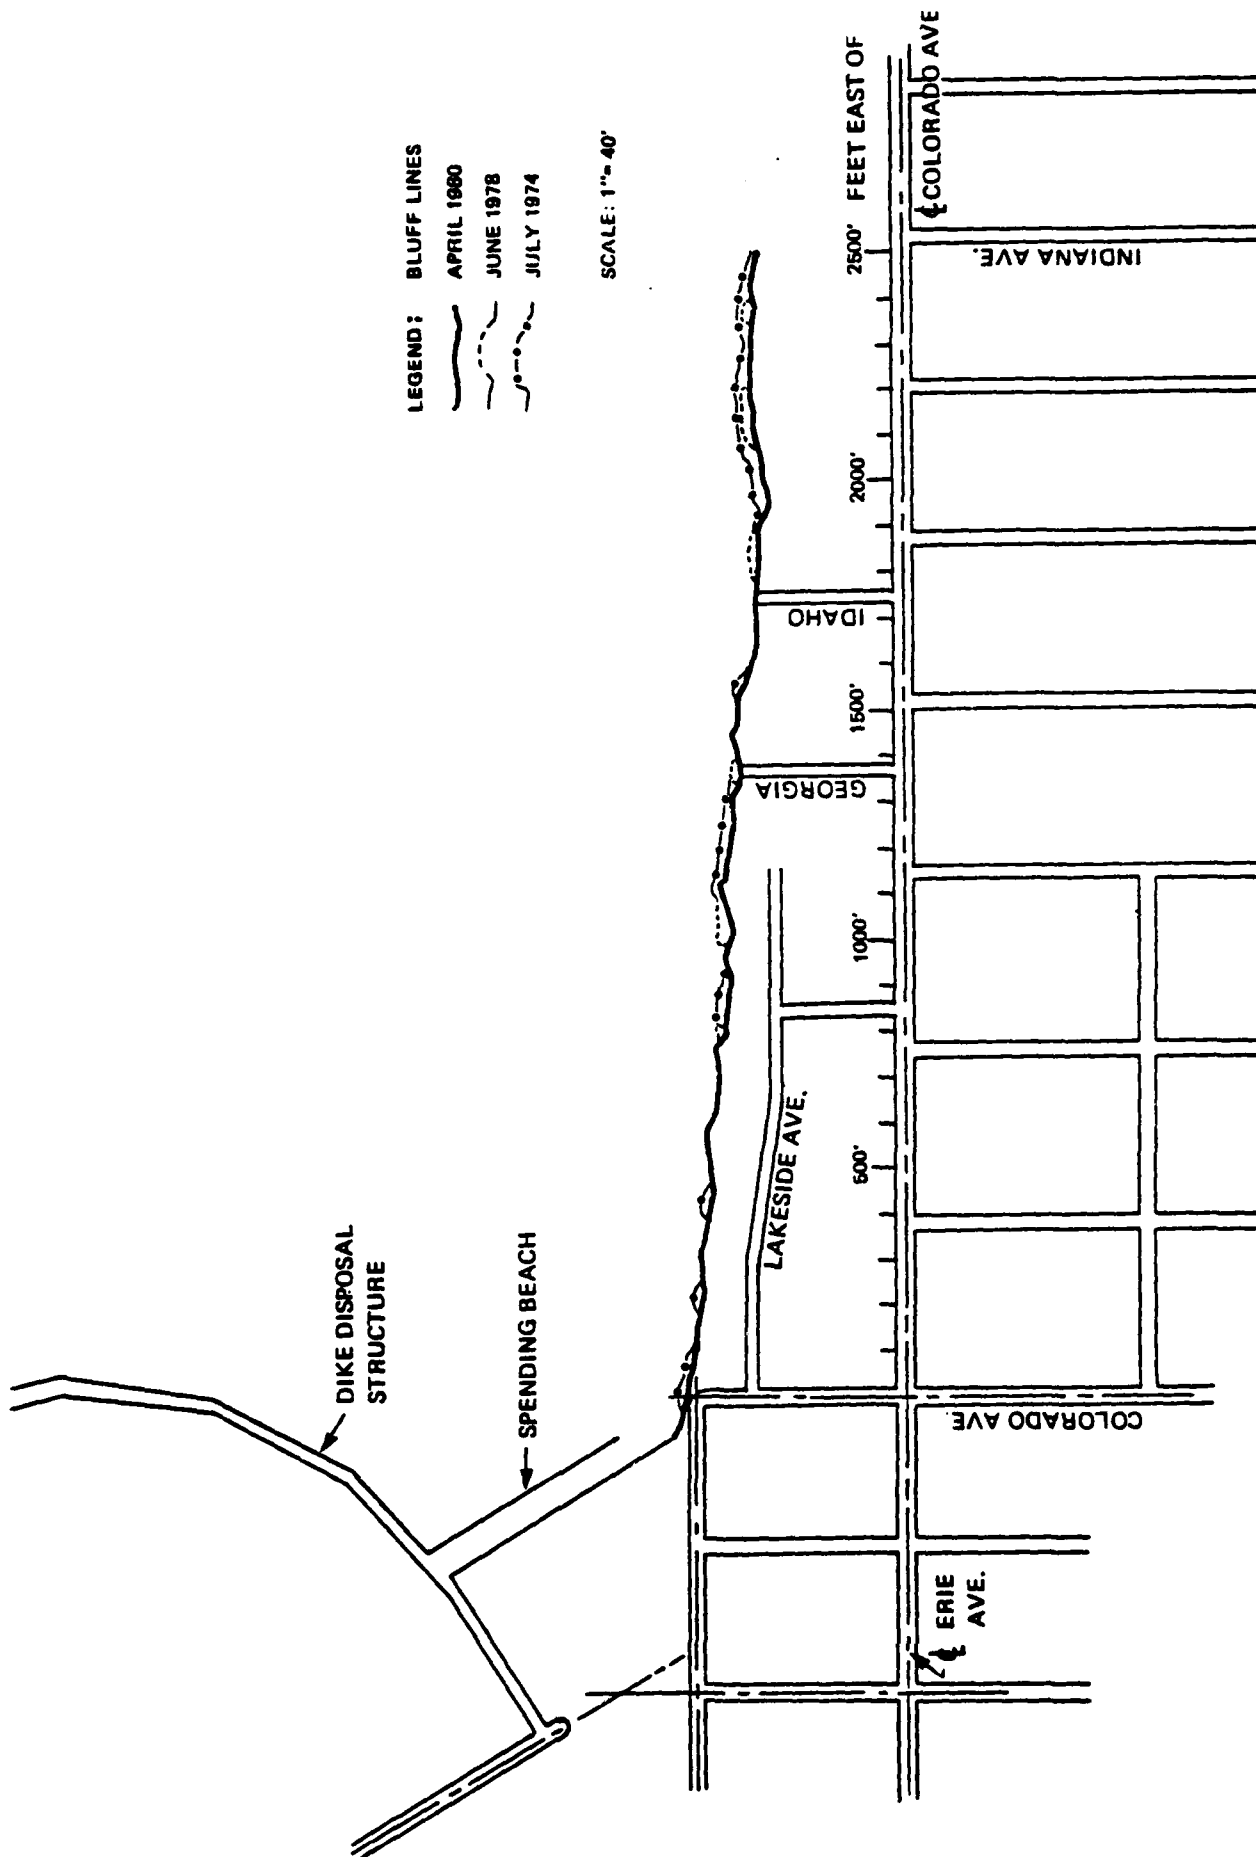 LEGEND: BLUFF LINES
APRIL 1980
JUNE 1978
JULY 1974
SCALE: 1"= 40'
DIKE DISPOSAL
STRUCTURE
SPENDING BEACH
LAKESIDE AVE.
GEORGIA
IDAHO
500'
1000'
1500'
2000'
2500'
FEET EAST OF
℄ COLORADO AVE
INDIANA AVE.
COLORADO AVE
℄ ERIE
AVE.